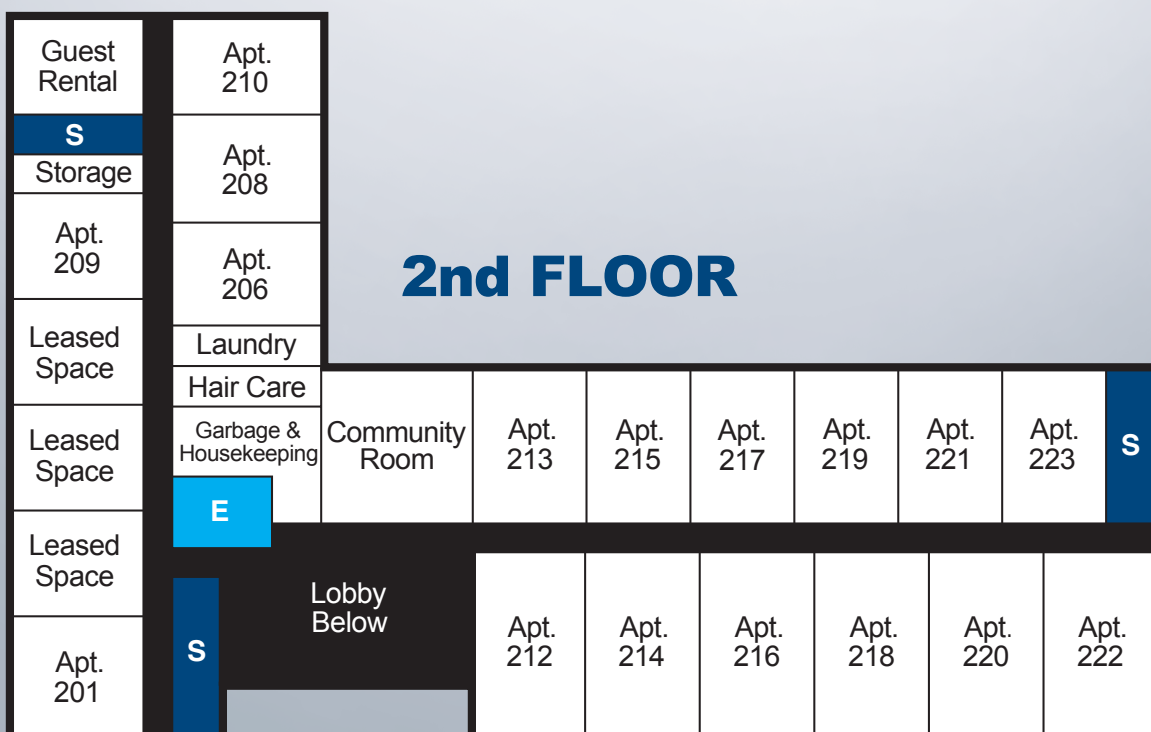 Guest
Rental
S
Storage
Apt.
209
Leased
Space
Leased
Space
Leased
Space
Apt.
201
Apt.
210
Apt.
208
Apt.
206
Laundry
Hair Care
Garbage &
Housekeeping
E
S
2nd FLOOR
Community
Room
Apt.
213
Apt.
215
Apt.
217
Apt.
219
Apt.
221
Apt.
223
S
Lobby
Below
Apt.
212
Apt.
214
Apt.
216
Apt.
218
Apt.
220
Apt.
222